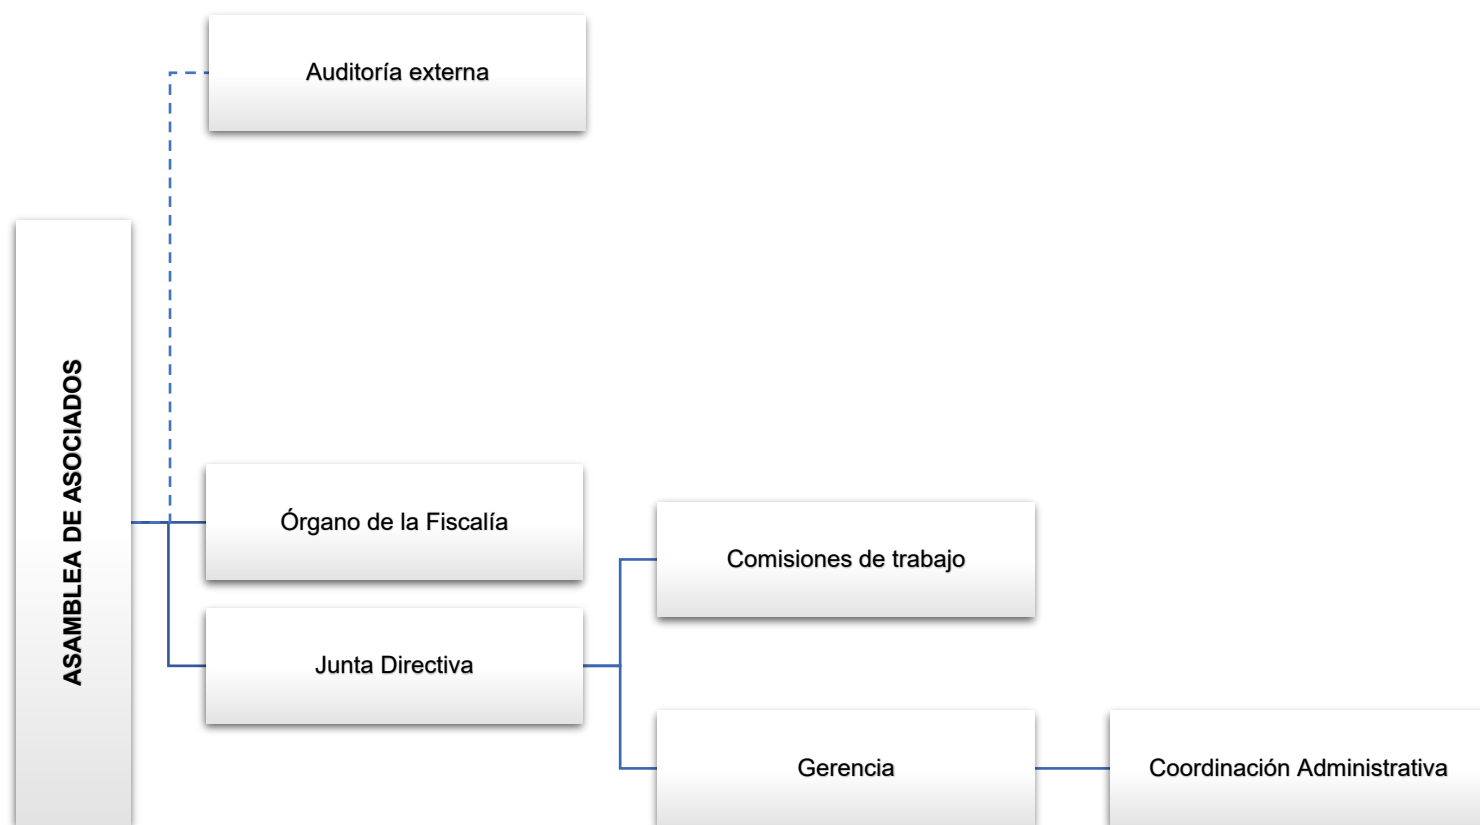 Auditoría externa
ASAMBLEA DE ASOCIADOS
Órgano de la Fiscalía
Comisiones de trabajo
Junta Directiva
Gerencia
Coordinación Administrativa